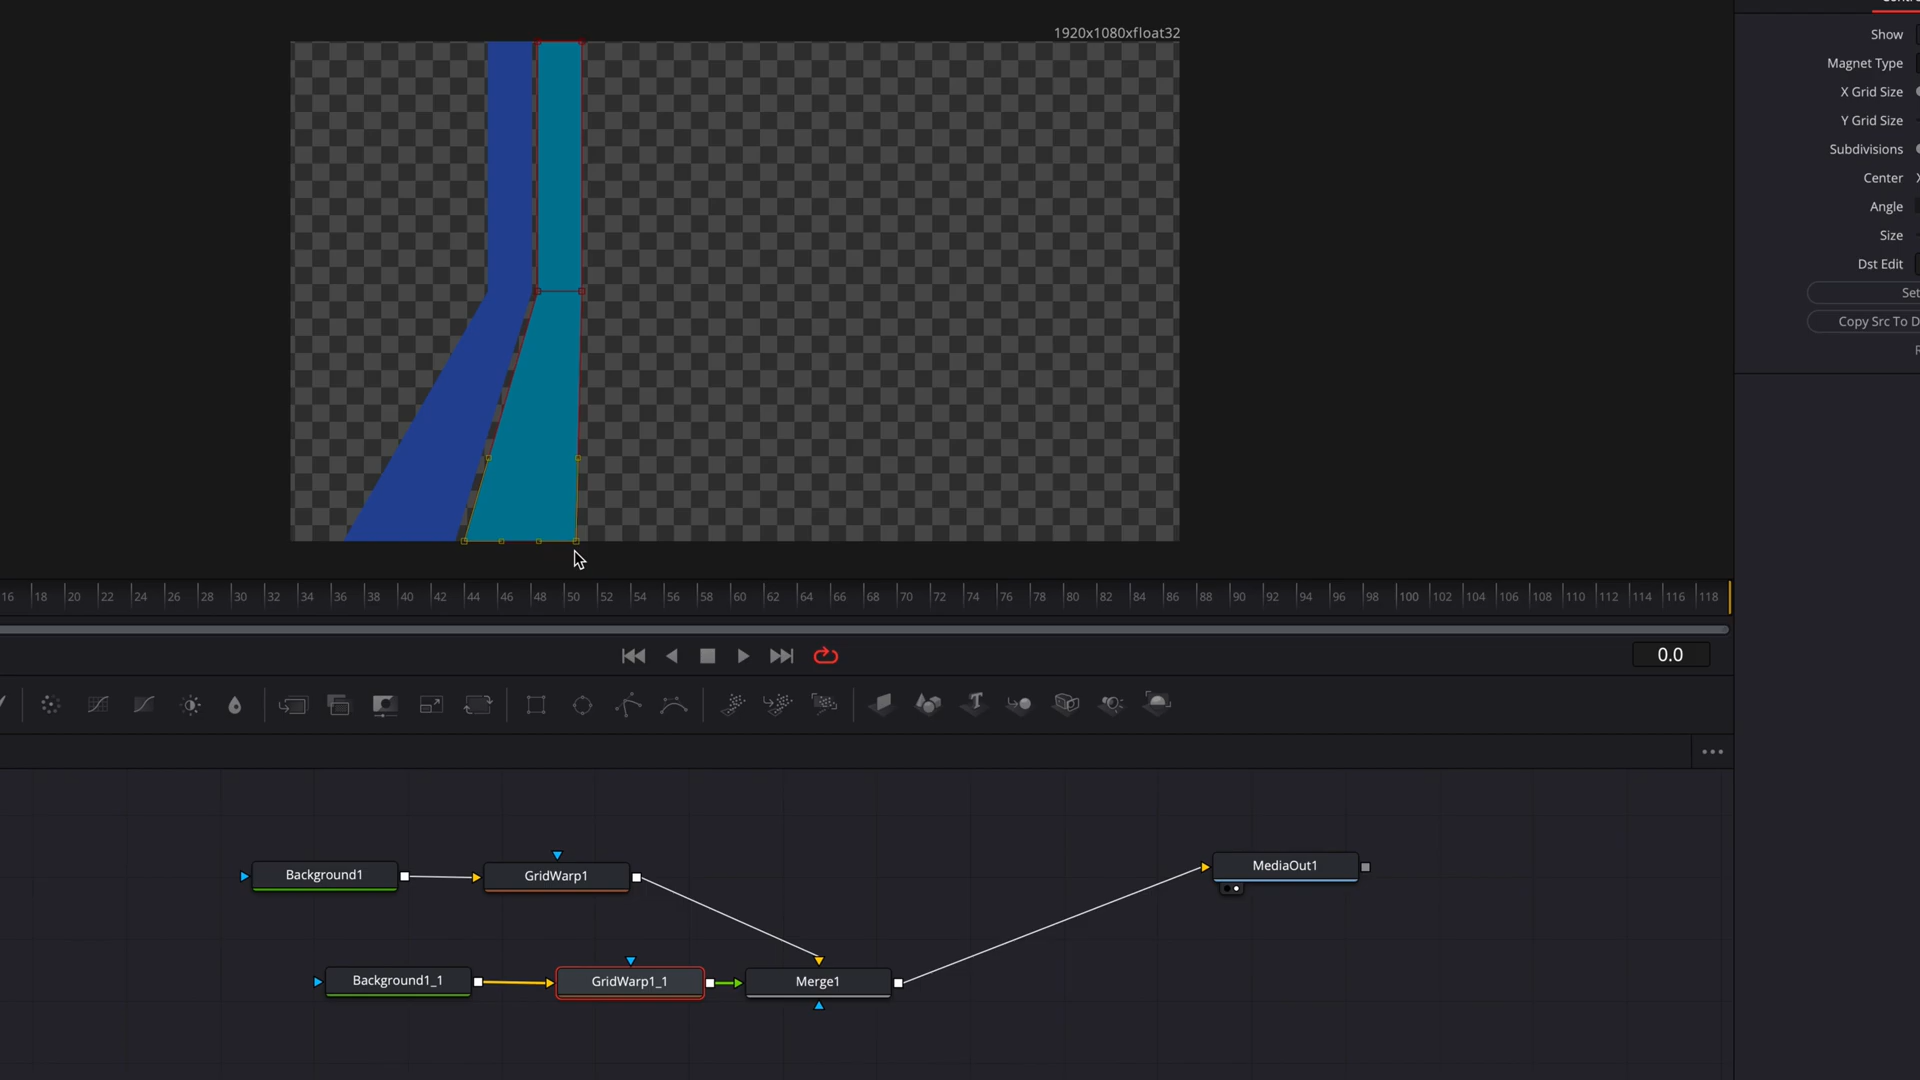 1920x1080xfloat32
Show
Magnet Type
X Grid Size
Y Grid Size
Subdivisions
Center X
Angle
Size
Dst Edit
Set
Copy Src To D
16 18 20 22 24 26 28 30 32 34 36 38 40 42 44 46 48 50 52 54 56 58 60 62 64 66 68 70 72 74 76 78 80 82 84 86 88 90 92 94 96 98 100 102 104 106 108 110 112 114 116 118
0.0
MediaOut1
Background1 GridWarp1
Background1_1 GridWarp1_1 Merge1